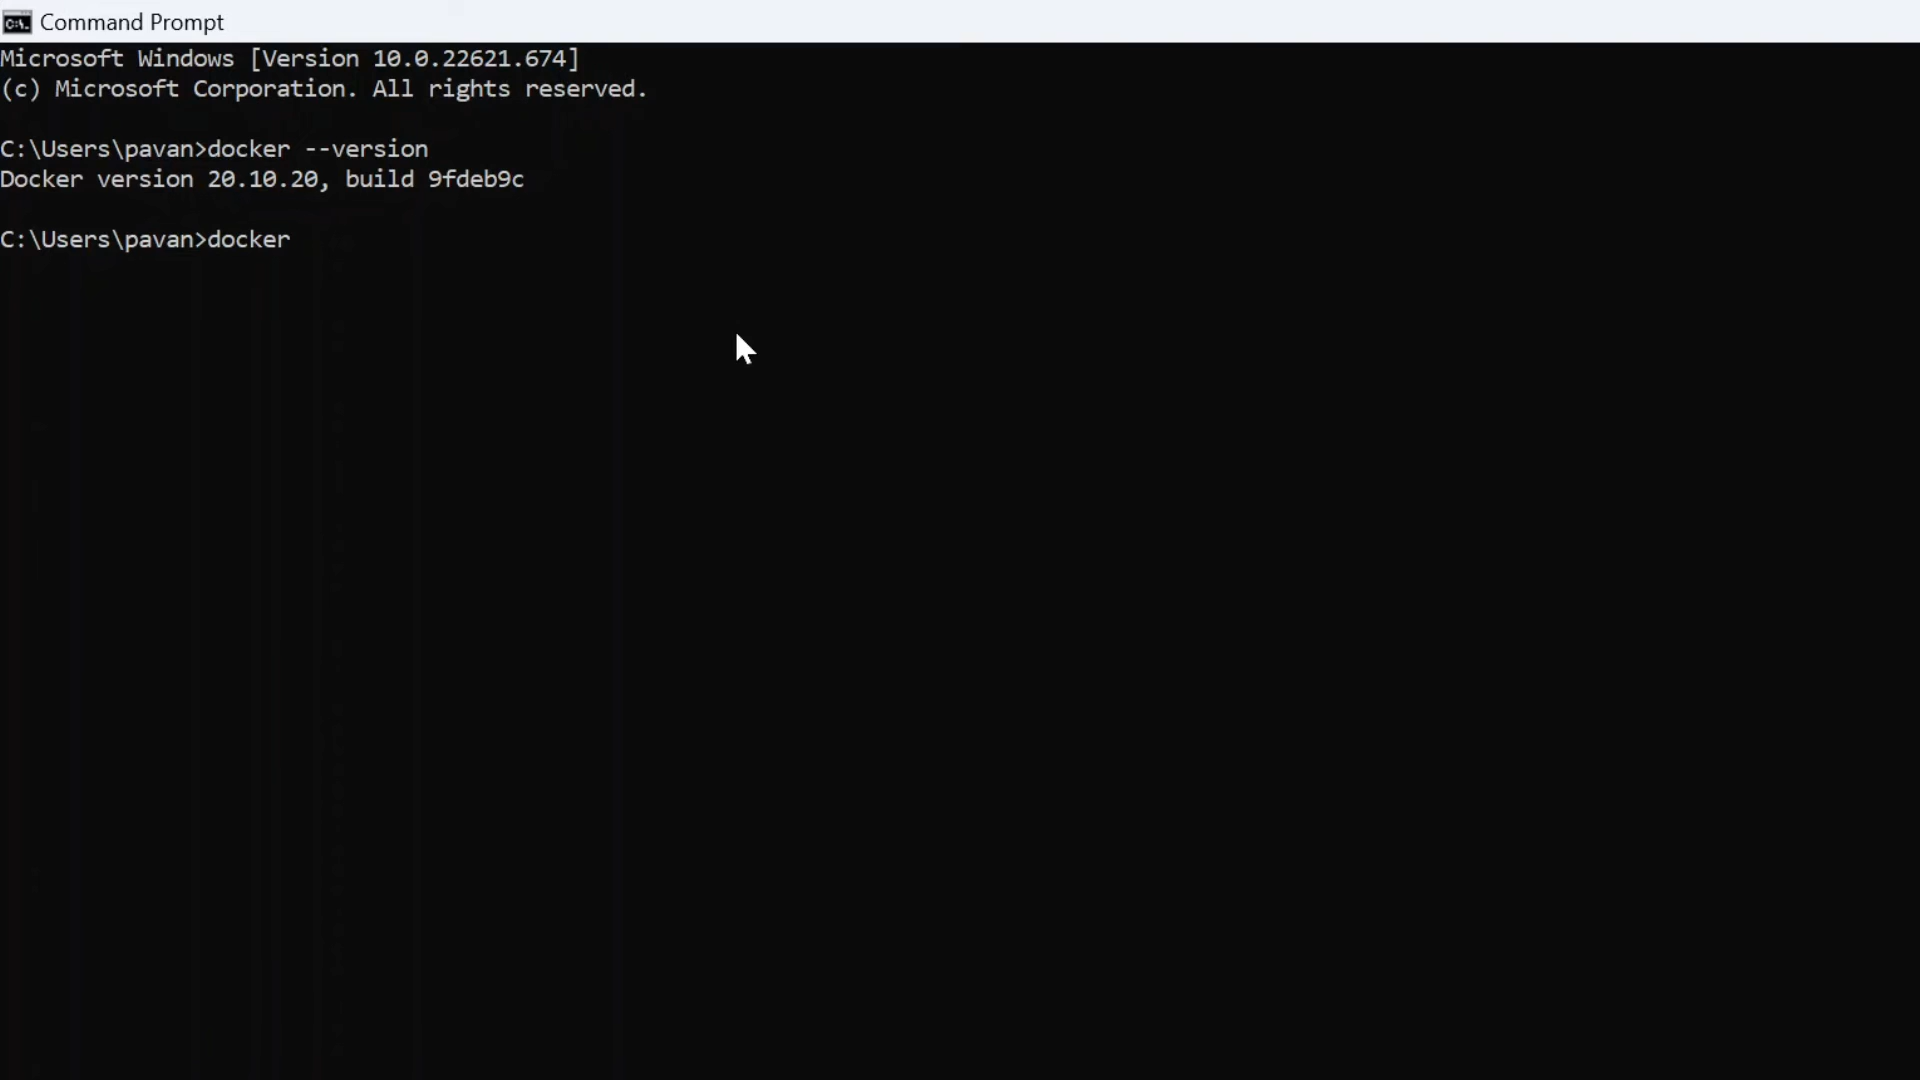 Command Prompt
Microsoft Windows [Version 10.0.22621.674]
(c) Microsoft Corporation. All rights reserved.
C:\Users\pavan>docker --version
Docker version 20.10.20, build 9fdeb9c
C:\Users\pavan>docker